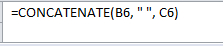 =CONCATENATE(B6, " ", C6)